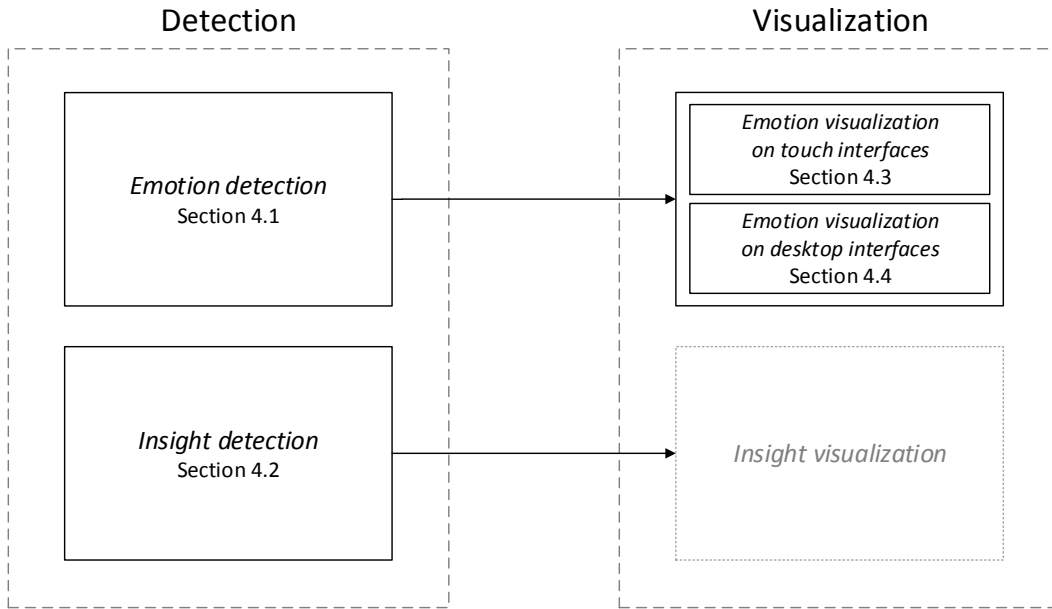 Detection
Visualization
Emotion detection
Section 4.1
Emotion visualization
on touch interfaces
Section 4.3
Emotion visualization
on desktop interfaces
Section 4.4
Insight detection
Section 4.2
Insight visualization